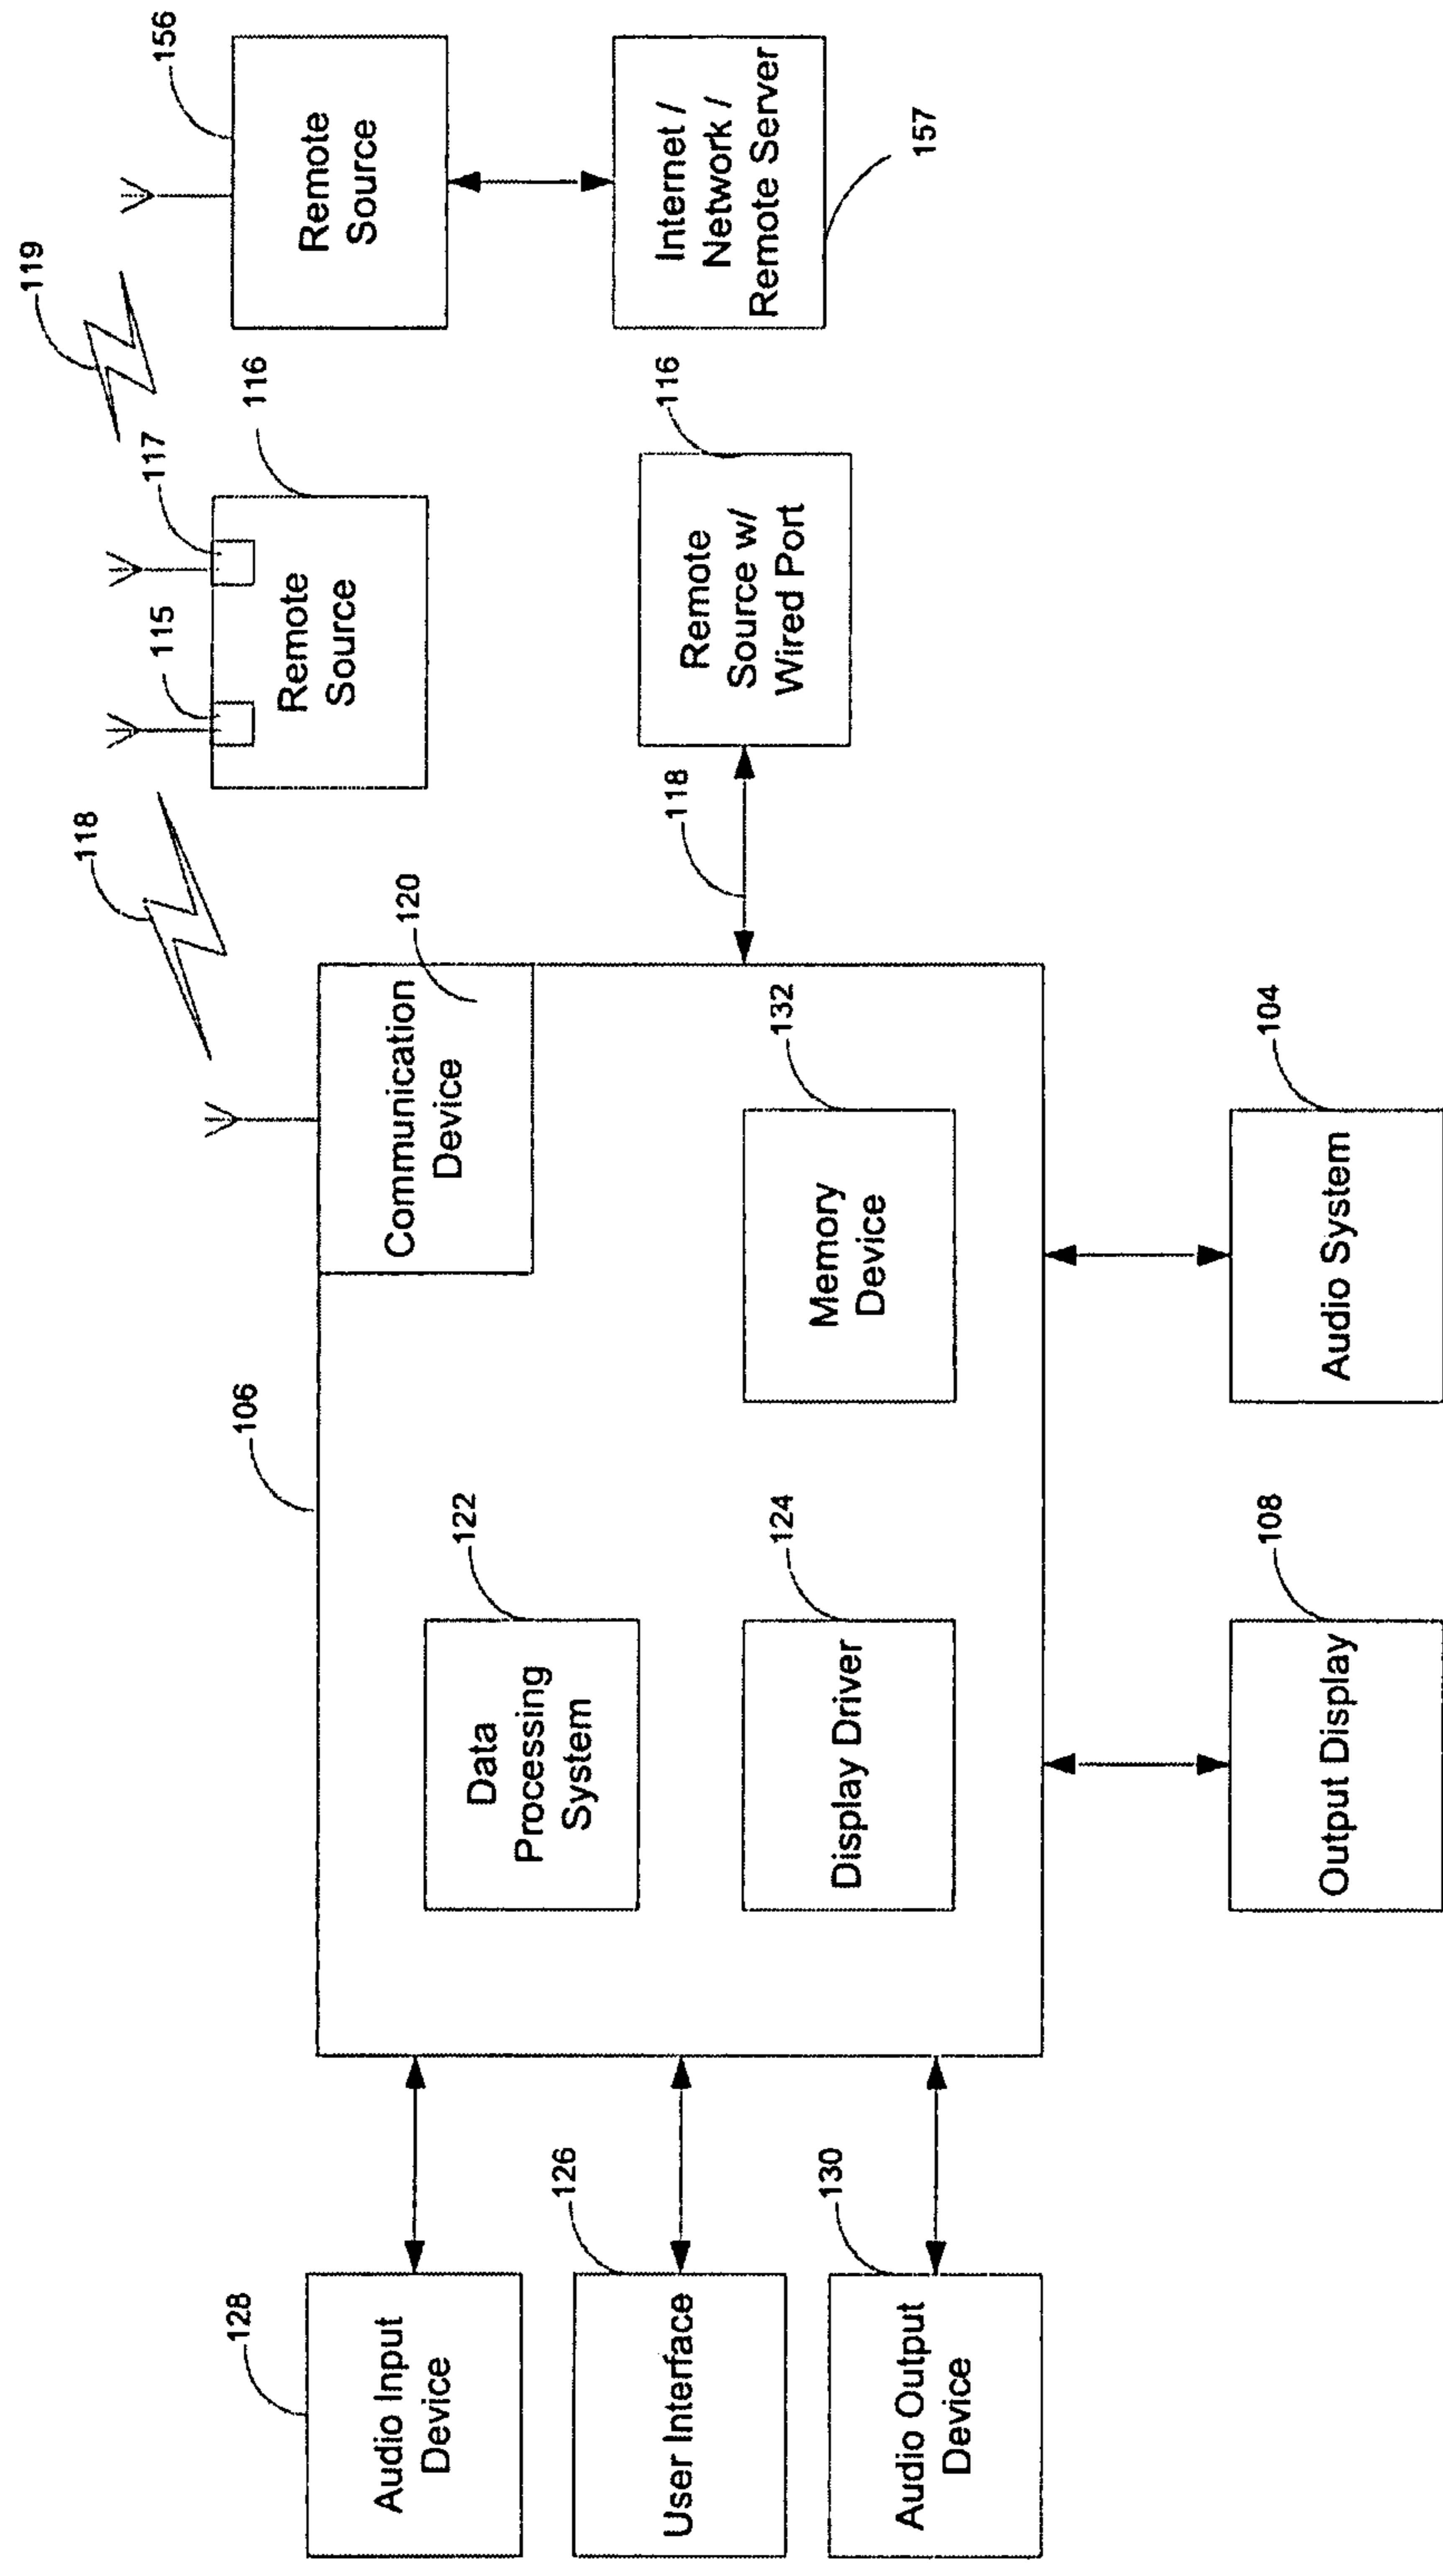 118
119
156
115
117
116
Remote
Source
Remote
Source
106
120
Communication
Device
128
Audio Input
Device
122
Data
Processing
System
118
116
Remote
Source w/
Wired Port
Internet /
Network /
Remote Server
157
126
User Interface
124
Display Driver
132
Memory
Device
130
Audio Output
Device
108
Output Display
104
Audio System